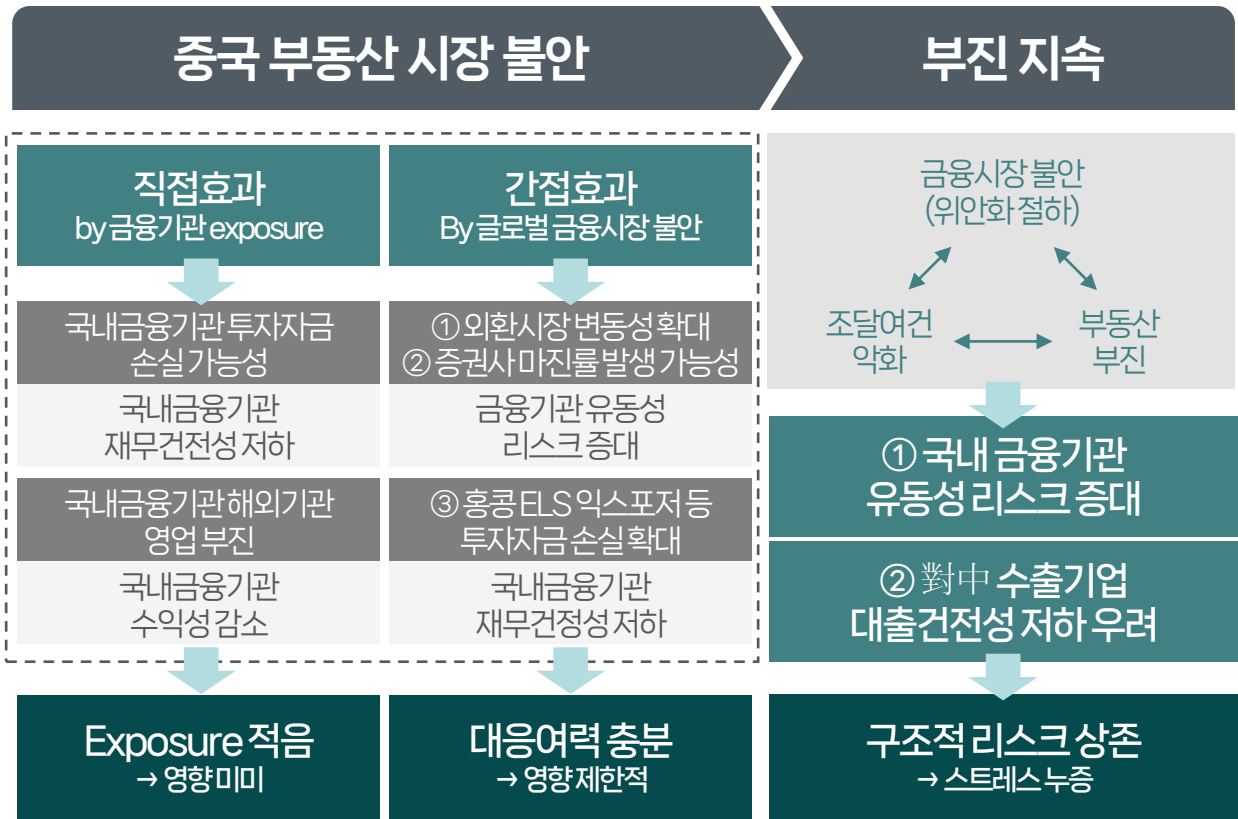 중국 부동산 시장 불안
부진 지속
직접효과
by 금융기관 exposure
국내금융기관 투자자금
손실 가능성
국내금융기관
재무건전성 저하
국내금융기관 해외기관
영업 부진
국내금융기관
수익성 감소
Exposure 적음
→ 영향 미미
간접효과
By 글로벌 금융시장 불안
① 외환시장 변동성 확대
② 증권사 마진률 발생 가능성
금융기관 유동성
리스크 증대
③ 홍콩 ELS 익스포저 등
투자자금 손실 확대
국내금융기관
재무건정성 저하
대응여력 충분
→ 영향 제한적
금융시장 불안
(위안화 절하)
조달여건
악화
부동산
부진
① 국내 금융기관
유동성 리스크 증대
② 對中 수출기업
대출건전성 저하 우려
구조적 리스크 상존
→ 스트레스 누증